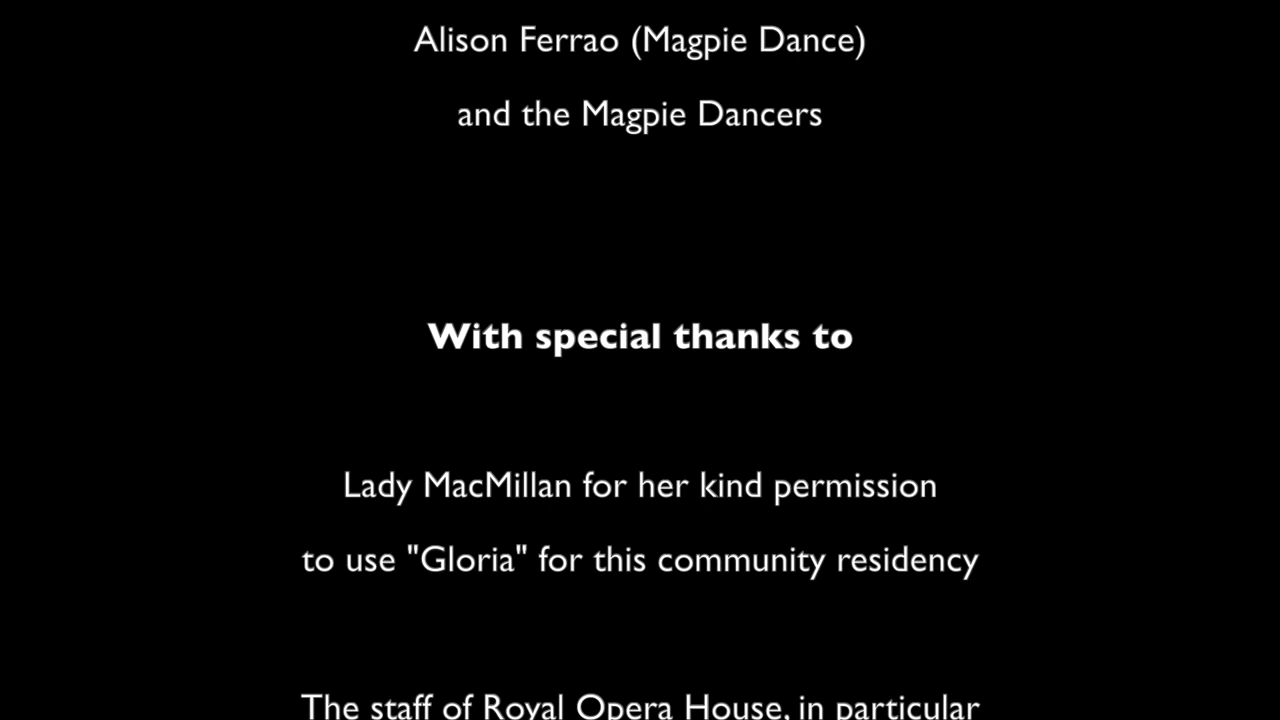 Alison Ferrao (Magpie Dance)
and the Magpie Dancers
With special thanks to
Lady MacMillan for her kind permission
to use "Gloria" for this community residency
The staff of Royal Opera House, in particular